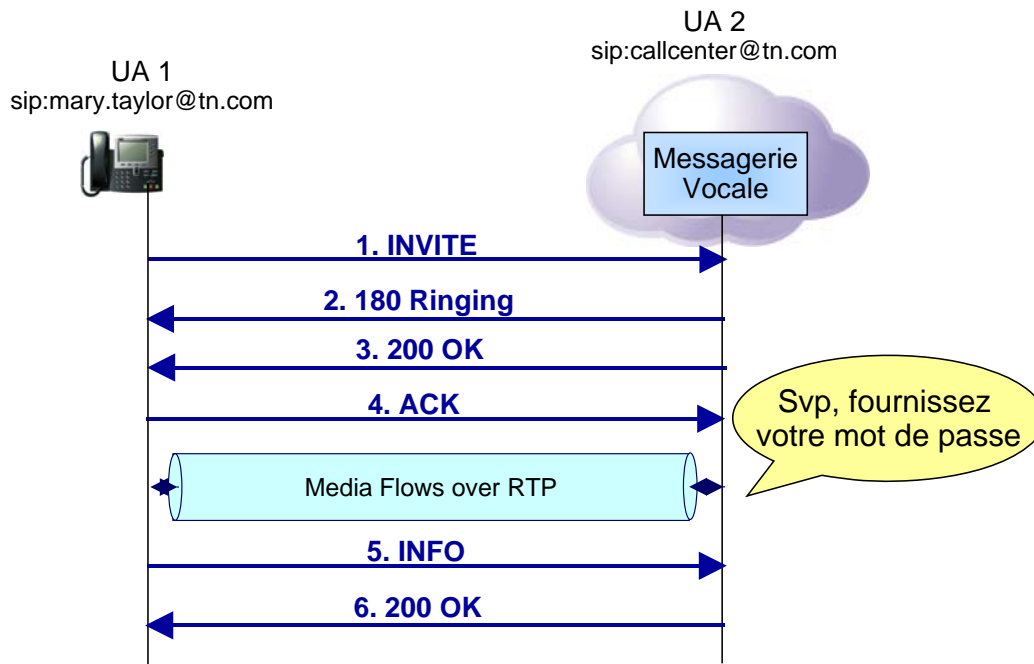 UA 2
sip:callcenter@tn.com
UA 1
sip:mary.taylor@tn.com
Messagerie
Vocale
1. INVITE
2. 180 Ringing
3. 200 OK
4. ACK
Svp, fournissez
votre mot de passe
Media Flows over RTP
5. INFO
6. 200 OK